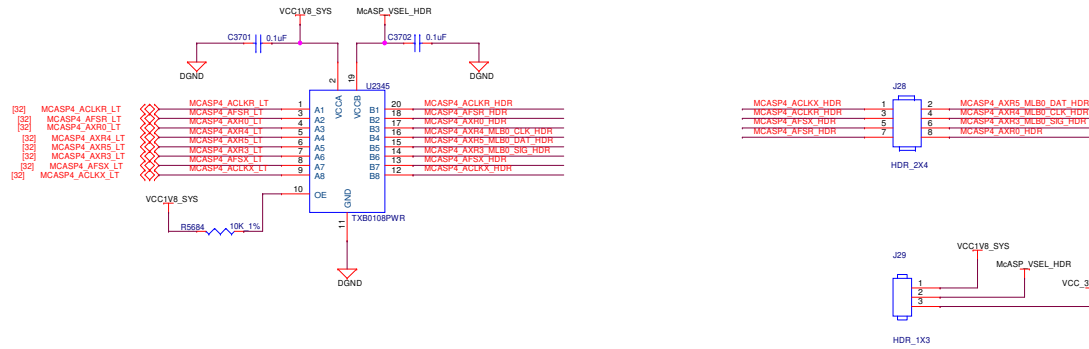 VCC1V8_SYS McASP_VSEL_HDR
C3701 0.1uF C3702 0.1uF
DGND DGND
2 19
U2345
VCCA VCCB
[32] MCASP4_ACLKR_LT MCASP4_ACLKR_LT 1 A1 B1 20 MCASP4_ACLKR_HDR
[32] MCASP4_AFSR_LT MCASP4_AFSR_LT 3 A2 B2 18 MCASP4_AFSR_HDR
[32] MCASP4_AXR0_LT MCASP4_AXR0_LT 4 A3 B3 17 MCASP4_AXR0_HDR
[32] MCASP4_AXR4_LT MCASP4_AXR4_LT 5 A4 B4 16 MCASP4_AXR4_MLB0_CLK_HDR
[32] MCASP4_AXR5_LT MCASP4_AXR5_LT 6 A5 B5 15 MCASP4_AXR5_MLB0_DAT_HDR
[32] MCASP4_AXR3_LT MCASP4_AXR3_LT 7 A6 B6 14 MCASP4_AXR3_MLB0_SIG_HDR
[32] MCASP4_AFSX_LT MCASP4_AFSX_LT 8 A7 B7 13 MCASP4_AFSX_HDR
[32] MCASP4_ACLKX_LT MCASP4_ACLKX_LT 9 A8 B8 12 MCASP4_ACLKX_HDR
10 OE
GND
VCC1V8_SYS
R5684 10K_1%
11
TXB0108PWR
DGND
J28
MCASP4_ACLKX_HDR 1 2 MCASP4_AXR5_MLB0_DAT_HDR
MCASP4_AFSX_HDR 3 4 MCASP4_AXR4_MLB0_CLK_HDR
MCASP4_ACLKR_HDR 5 6 MCASP4_AXR3_MLB0_SIG_HDR
MCASP4_AFSR_HDR 7 8 MCASP4_AXR0_HDR
HDR_2X4
J29
VCC1V8_SYS
McASP_VSEL_HDR
VCC_3
1
2
3
HDR_1X3